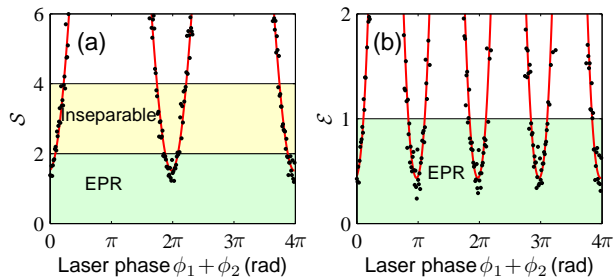 (a)
6
4
2
0
𝒮
Inseparable
EPR
0 π 2π 3π 4π
Laser phase ϕ₁ + ϕ₂ (rad)
(b)
2
1
0
ℰ
EPR
0 π 2π 3π 4π
Laser phase ϕ₁ + ϕ₂ (rad)